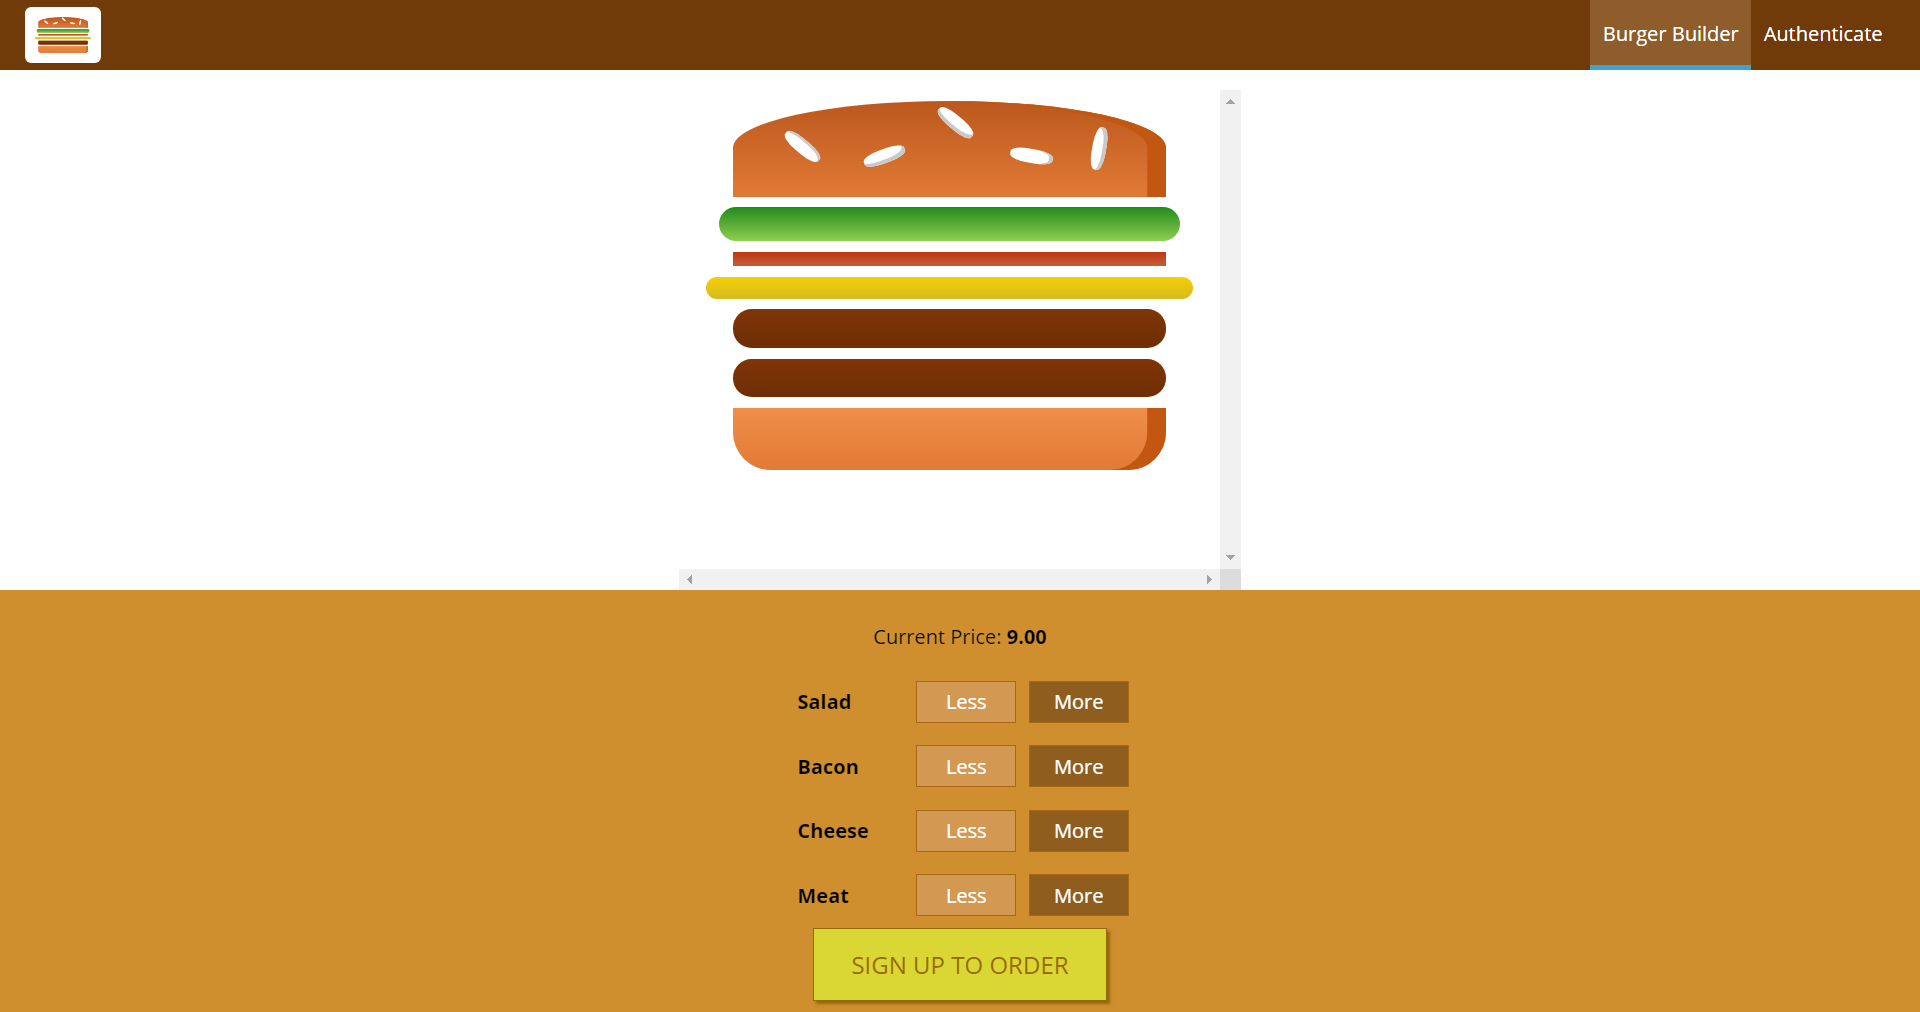 Burger Builder Authenticate
Current Price: 9.00
Salad Less More
Bacon Less More
Cheese Less More
Meat Less More
SIGN UP TO ORDER